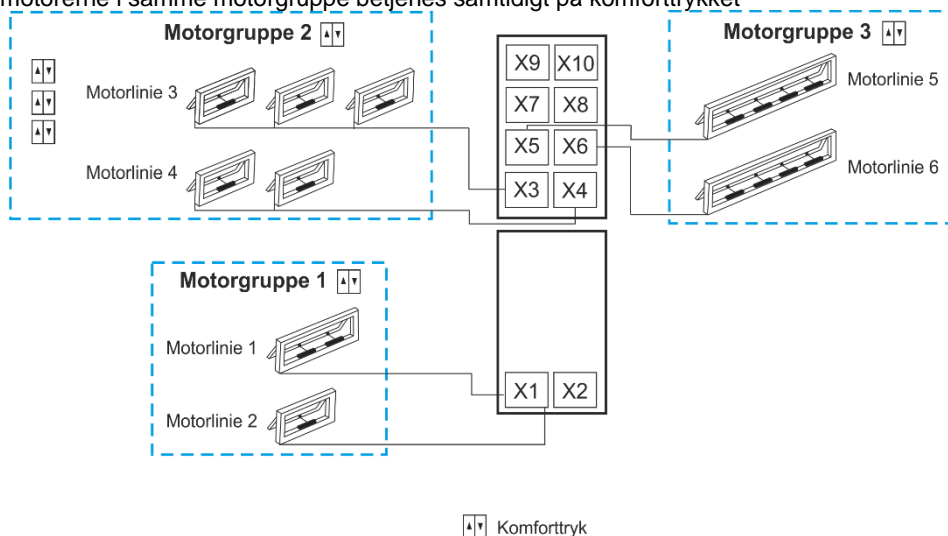 motorerne i samme motorgruppe betjenes samtidigt på komforttrykket
Motorgruppe 2
Motorlinie 3
Motorlinie 4
X9 X10
X7 X8
X5 X6
X3 X4
Motorgruppe 3
Motorlinie 5
Motorlinie 6
Motorgruppe 1
Motorlinie 1
Motorlinie 2
X1 X2
Komforttryk